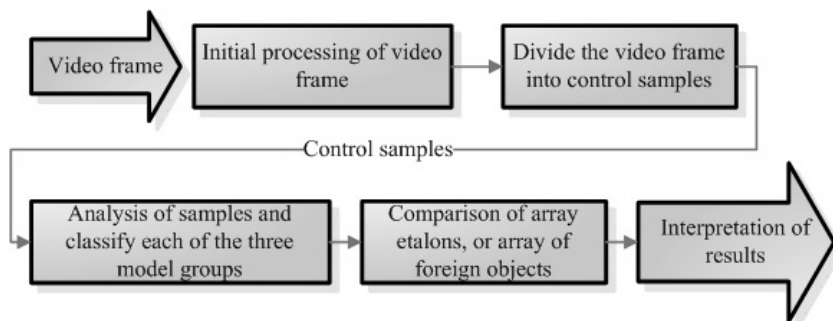 Video frame
Initial processing of video
frame
Divide the video frame
into control samples
Control samples
Analysis of samples and
classify each of the three
model groups
Comparison of array
etalons, or array of
foreign objects
Interpretation of
results